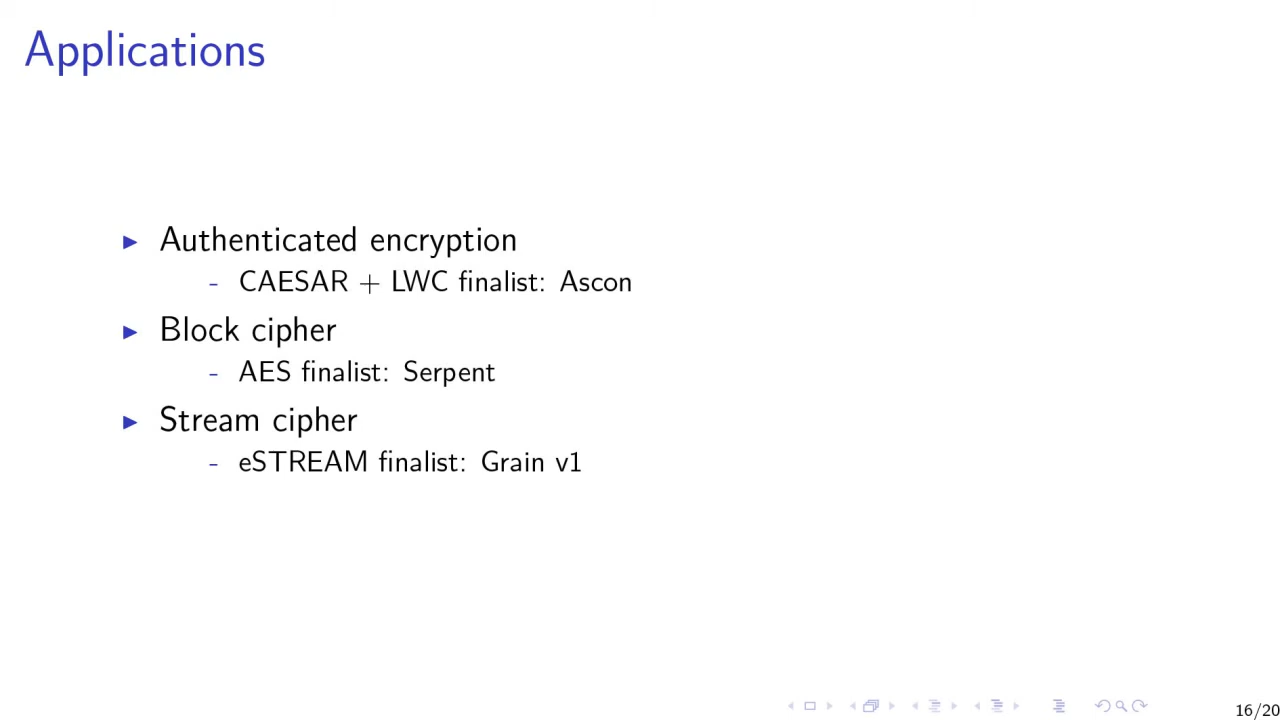 Applications
Authenticated encryption
- CAESAR + LWC finalist: Ascon
Block cipher
- AES finalist: Serpent
Stream cipher
- eSTREAM finalist: Grain v1
16/20